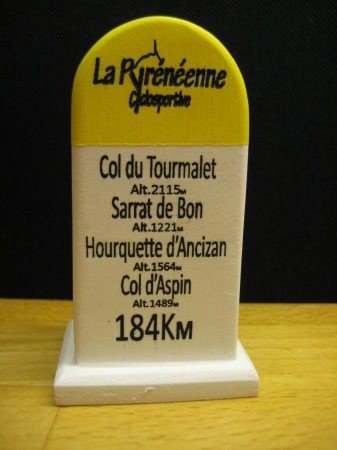 La Pyrénéenne
Cyclosportive
Col du Tourmalet
Alt.2115M
Sarrat de Bon
Alt.1221M
Hourquette d'Ancizan
Alt.1564M
Col d'Aspin
Alt.1489M
184KM